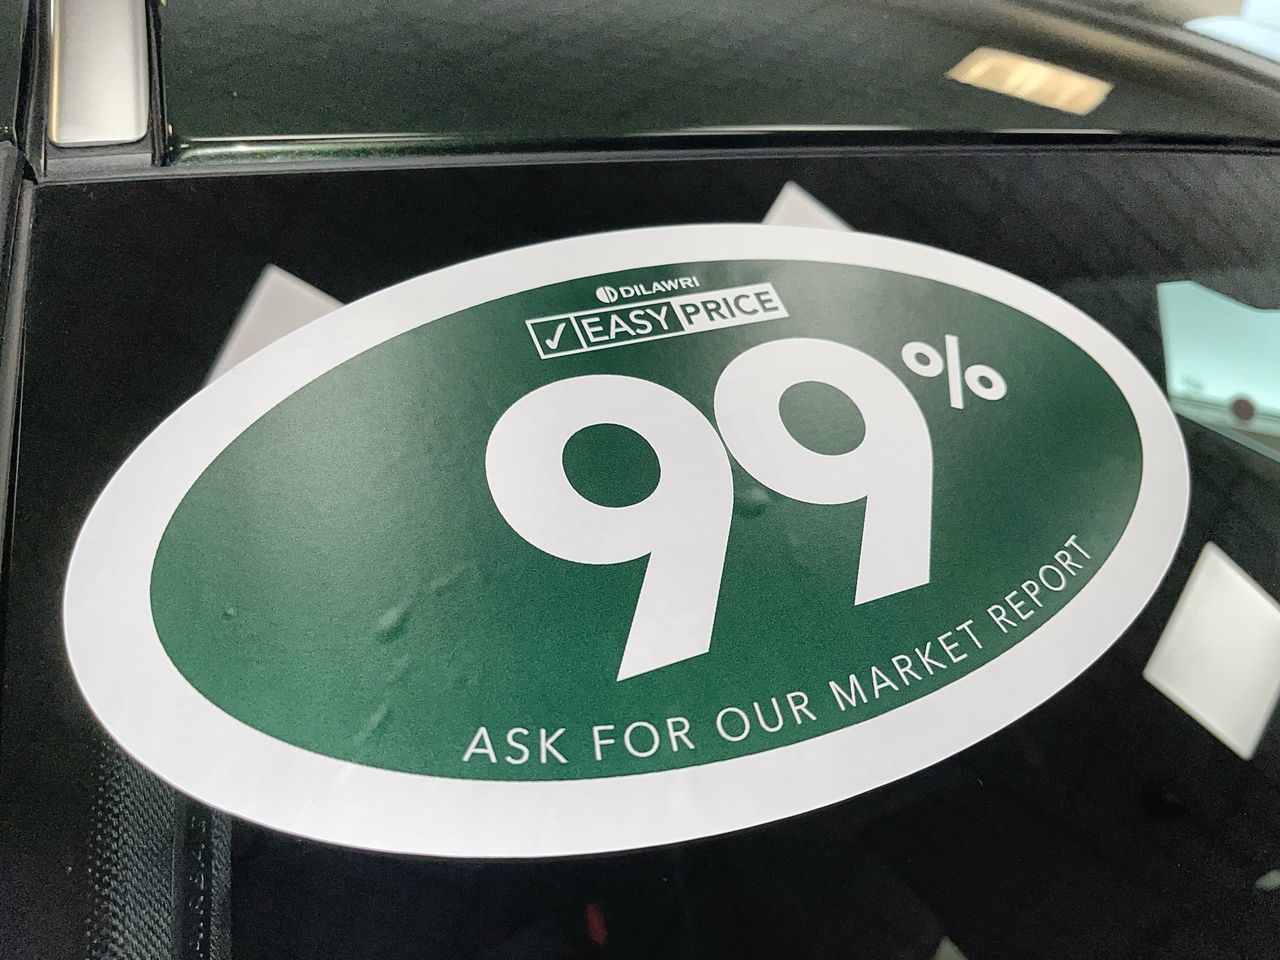 DILAWRI
✓ EASY PRICE
99%
ASK FOR OUR MARKET REPORT